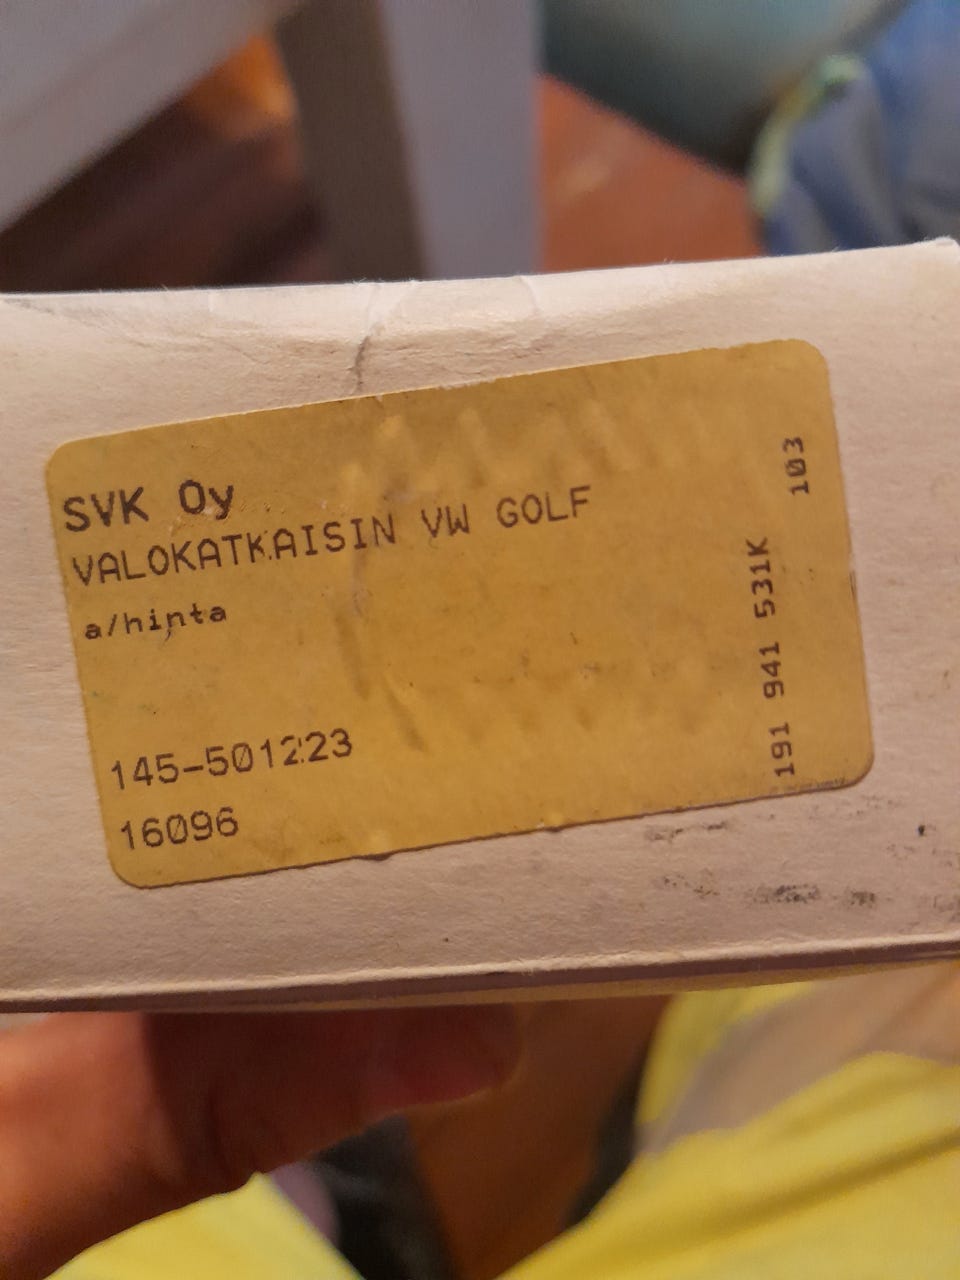 SVK Oy
VALOKATKAISIN VW GOLF
a/hinta
145-501223
16096
191 941 531K
103